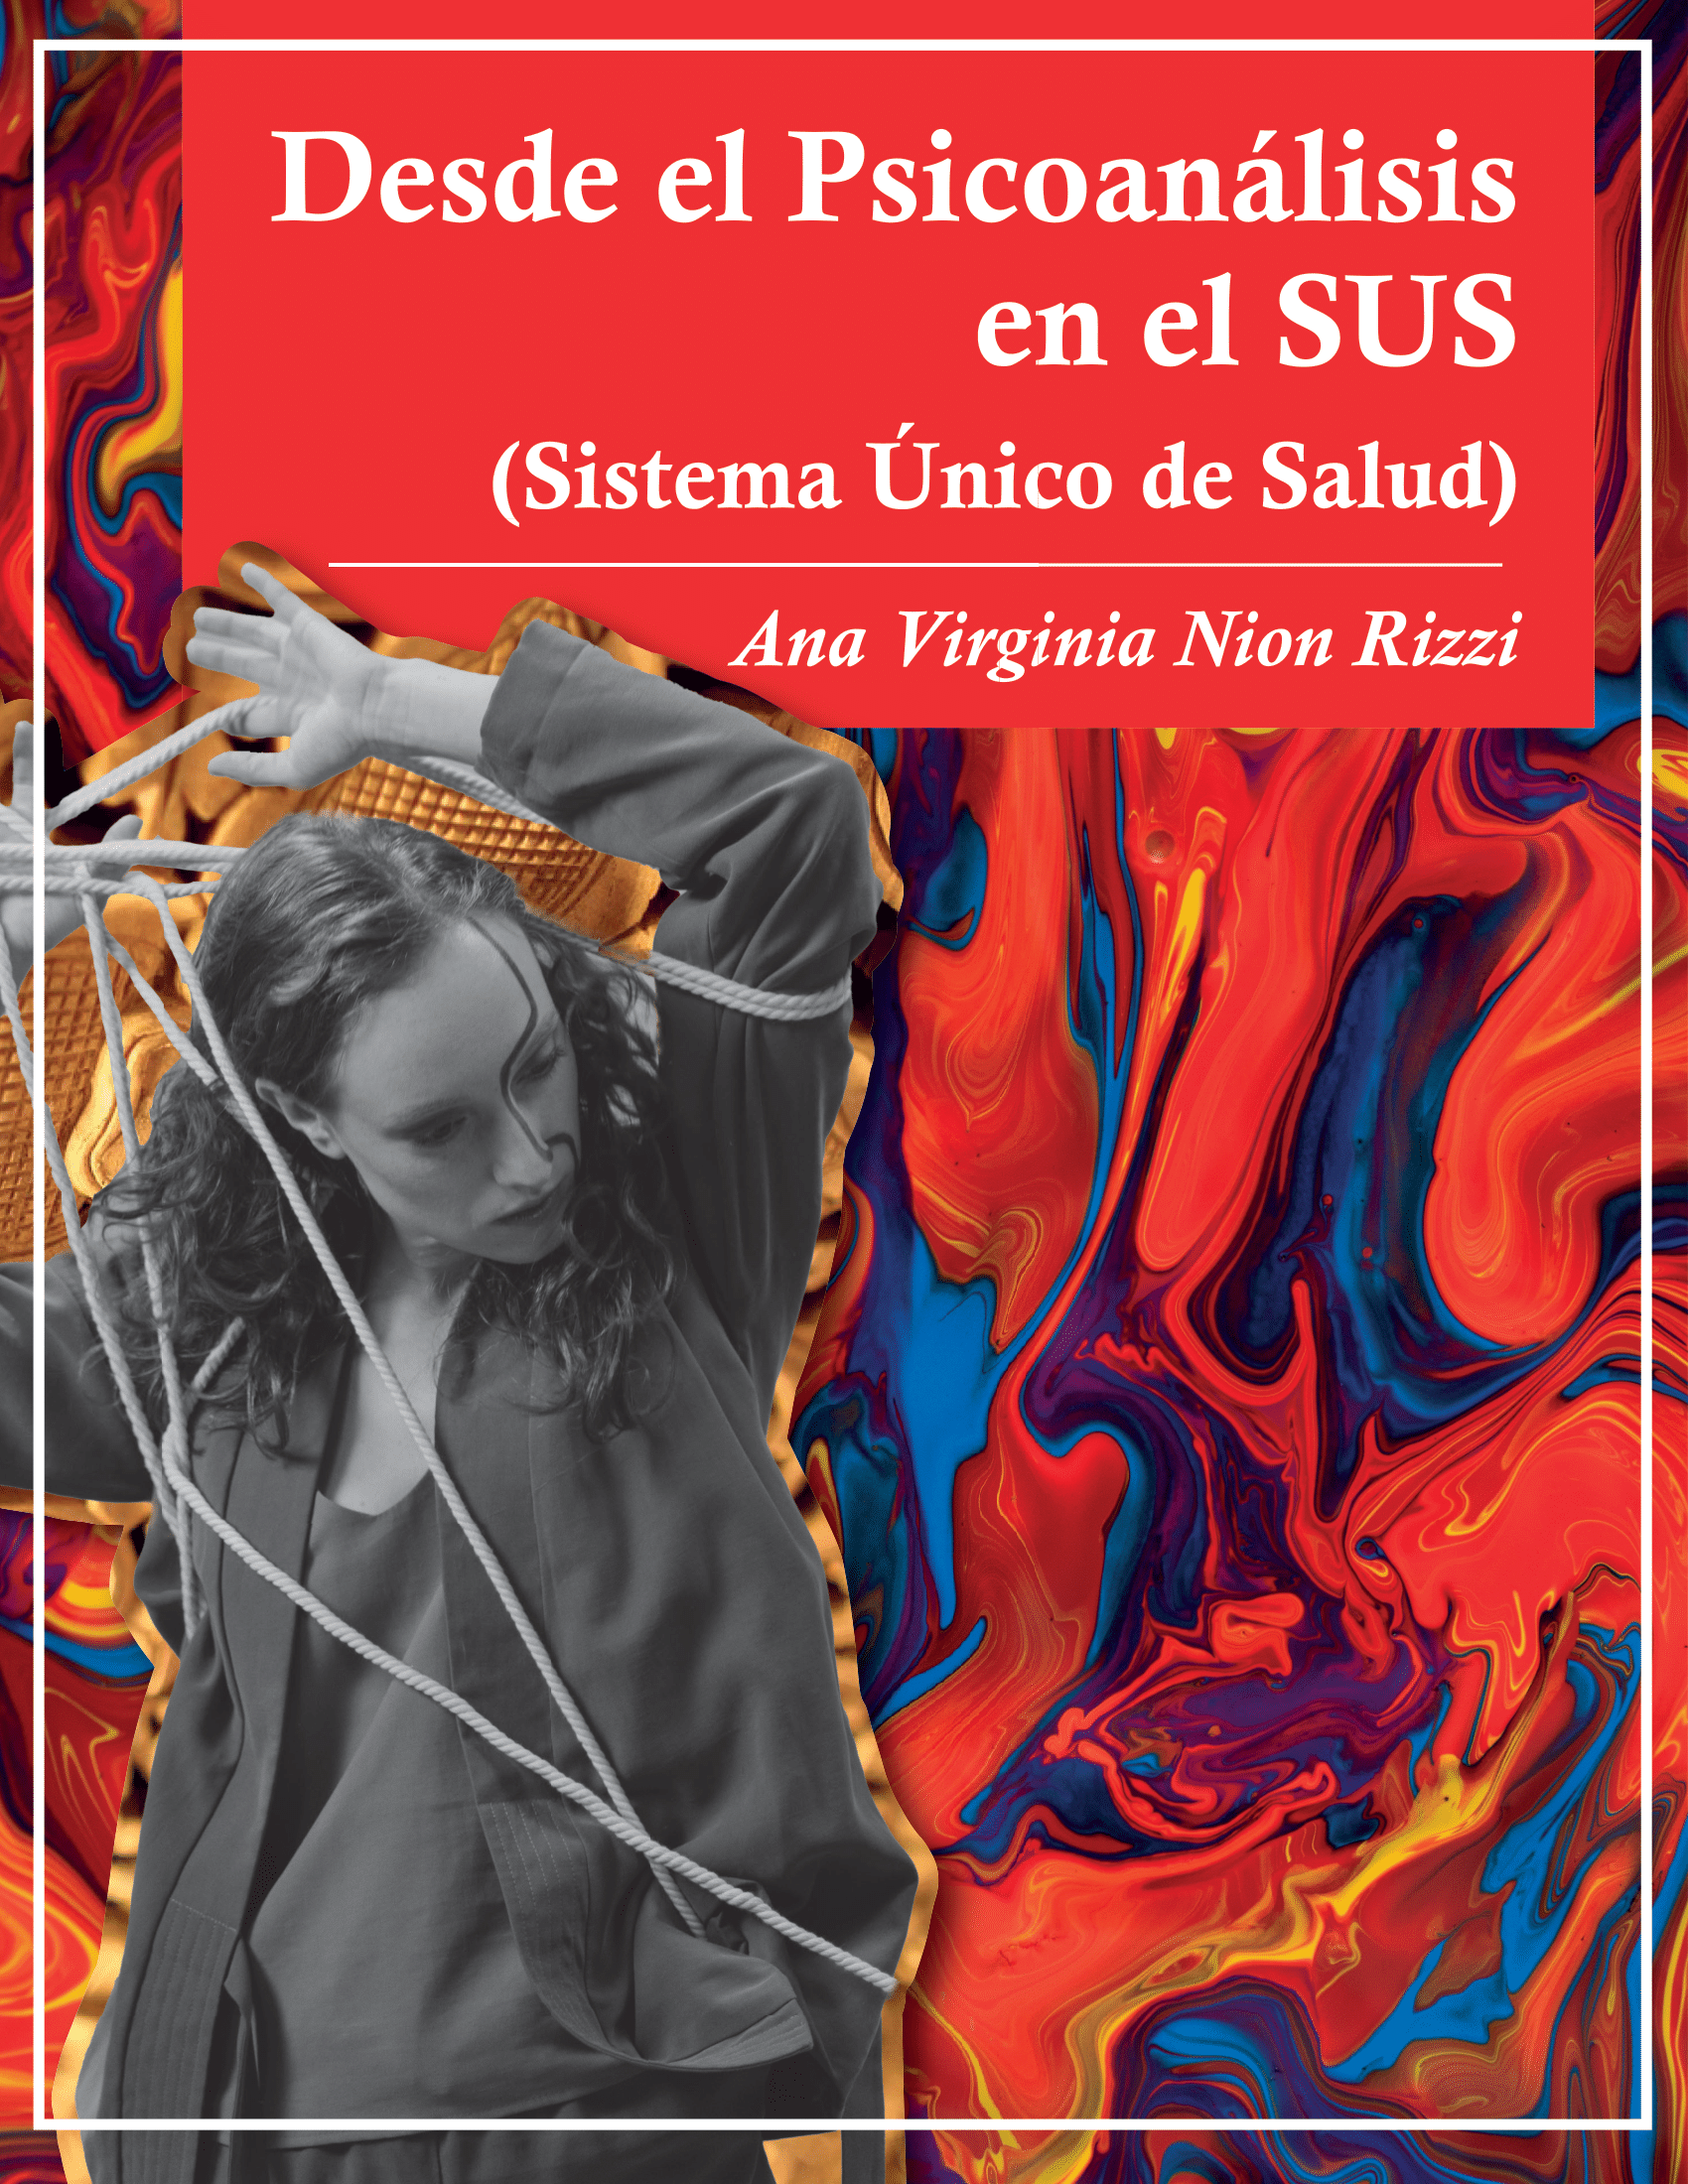 Desde el Psicoanálisis
en el SUS
(Sistema Único de Salud)
Ana Virginia Nion Rizzi